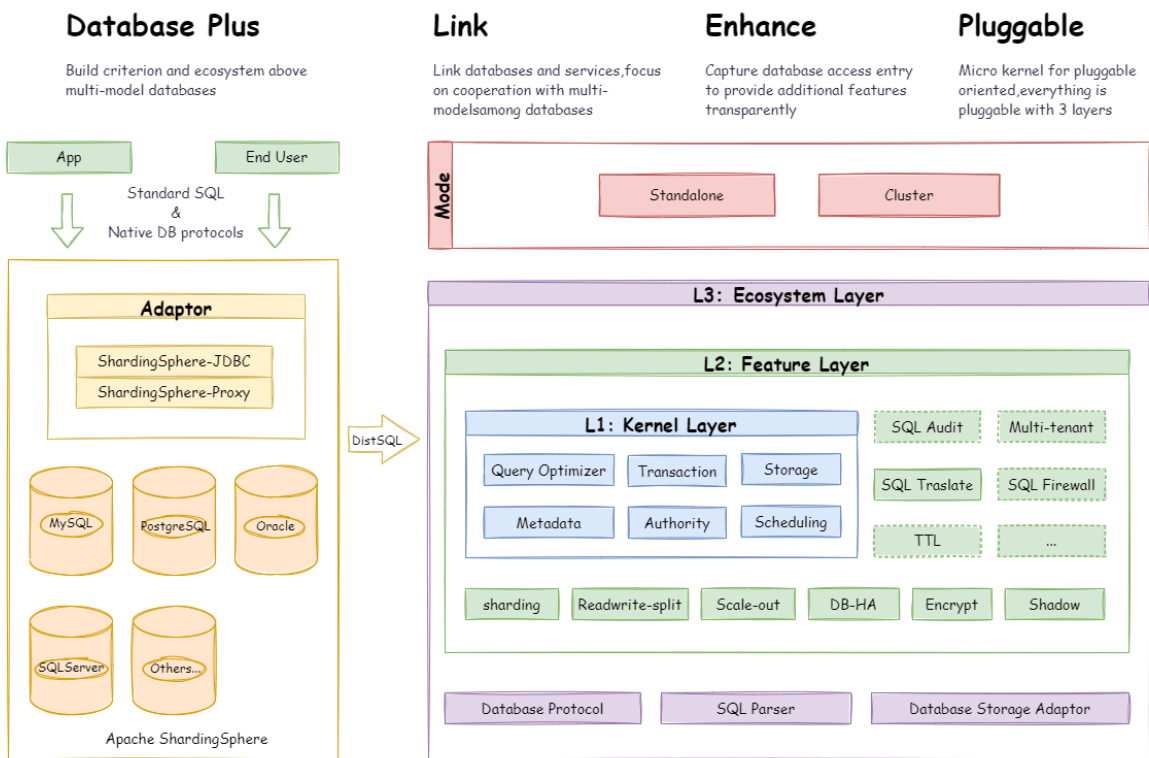 Database Plus
Build criterion and ecosystem above
multi-model databases
Link
Link databases and services,focus
on cooperation with multi-
modelsamong databases
Enhance
Capture database access entry
to provide additional features
transparently
Pluggable
Micro kernel for pluggable
oriented,everything is
pluggable with 3 layers
App
End User
Standard SQL
&
Native DB protocols
Adaptor
ShardingSphere-JDBC
ShardingSphere-Proxy
MySQL
PostgreSQL
Oracle
SQLServer
Others...
Apache ShardingSphere
DistSQL
Mode
Standalone
Cluster
L3: Ecosystem Layer
L2: Feature Layer
L1: Kernel Layer
Query Optimizer
Transaction
Storage
Metadata
Authority
Scheduling
SQL Audit
Multi-tenant
SQL Traslate
SQL Firewall
TTL
...
sharding
Readwrite-split
Scale-out
DB-HA
Encrypt
Shadow
Database Protocol
SQL Parser
Database Storage Adaptor